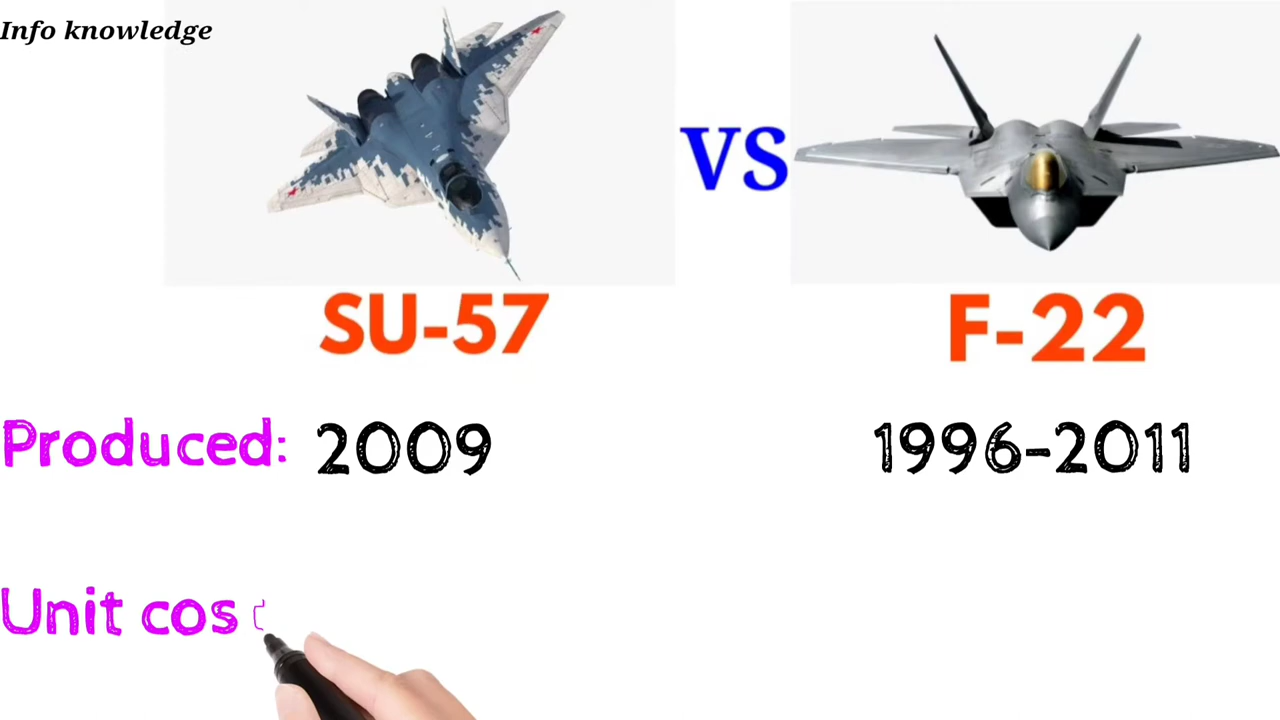 Info knowledge
VS
SU-57
F-22
Produced: 2009 1996-2011
Unit cos